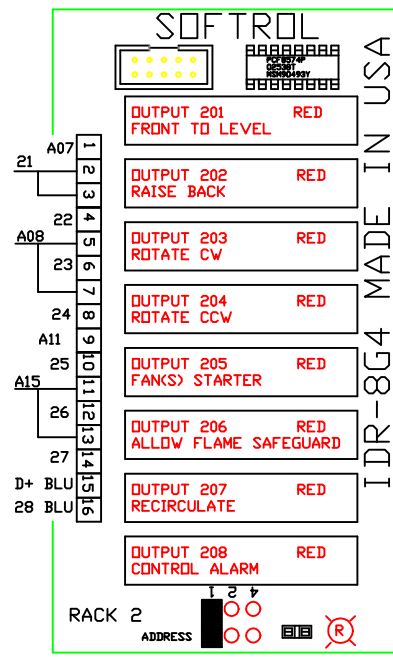 SOFTROL
PCF8574P
02538T
MSM90493Y
IDR-8G4 MADE IN USA
OUTPUT 201 RED
FRONT TO LEVEL
OUTPUT 202 RED
RAISE BACK
OUTPUT 203 RED
ROTATE CW
OUTPUT 204 RED
ROTATE CCW
OUTPUT 205 RED
FAN(S) STARTER
OUTPUT 206 RED
ALLOW FLAME SAFEGUARD
OUTPUT 207 RED
RECIRCULATE
OUTPUT 208 RED
CONTROL ALARM
A07 1
21 2
3
22 4
A08 5
23 6
7
24 8
A11 9
25 10
A15 11
26 12
13
27 14
D+ BLU 15
28 BLU 16
1 2 4
RACK 2
ADDRESS
R